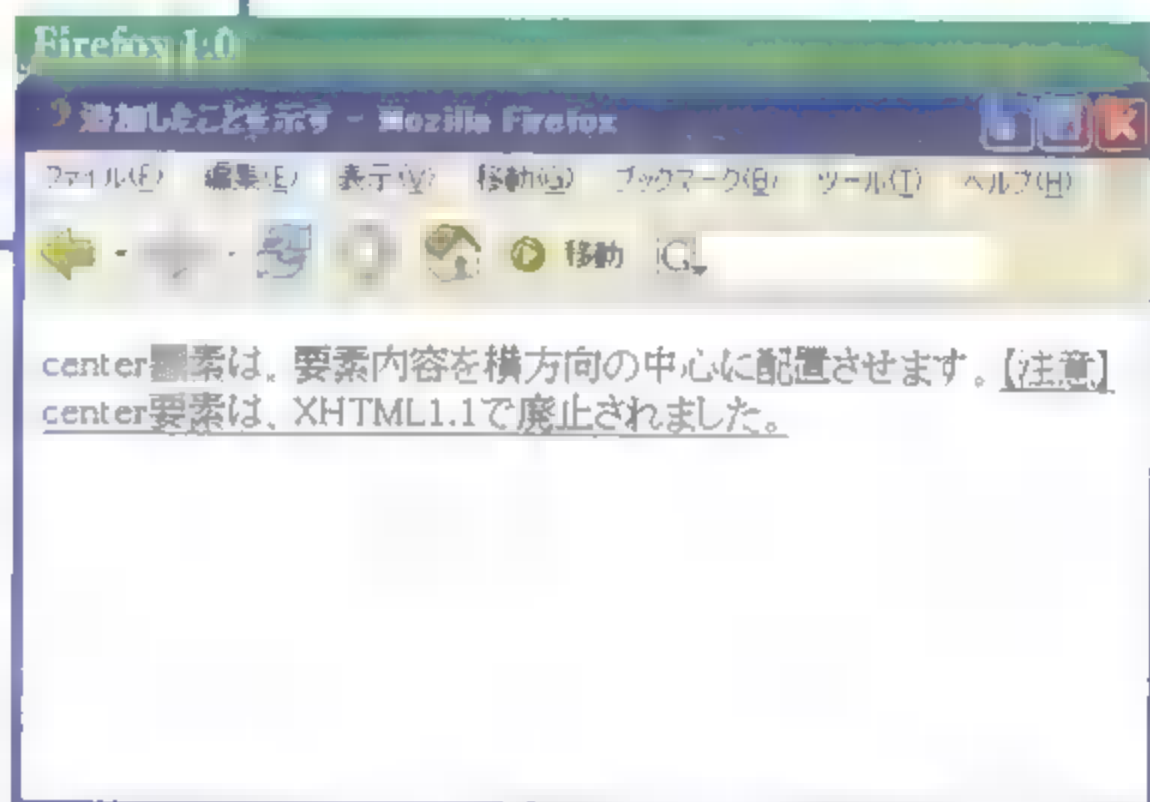 Firefox 1.0
追加したことを示す - Mozilla Firefox
ファイル(F) 編集(E) 表示(V) 移動(G) ブックマーク(B) ツール(T) ヘルプ(H)
移動
center要素は、要素内容を横方向の中心に配置させます。【注意】
center要素は、XHTML1.1で廃止されました。